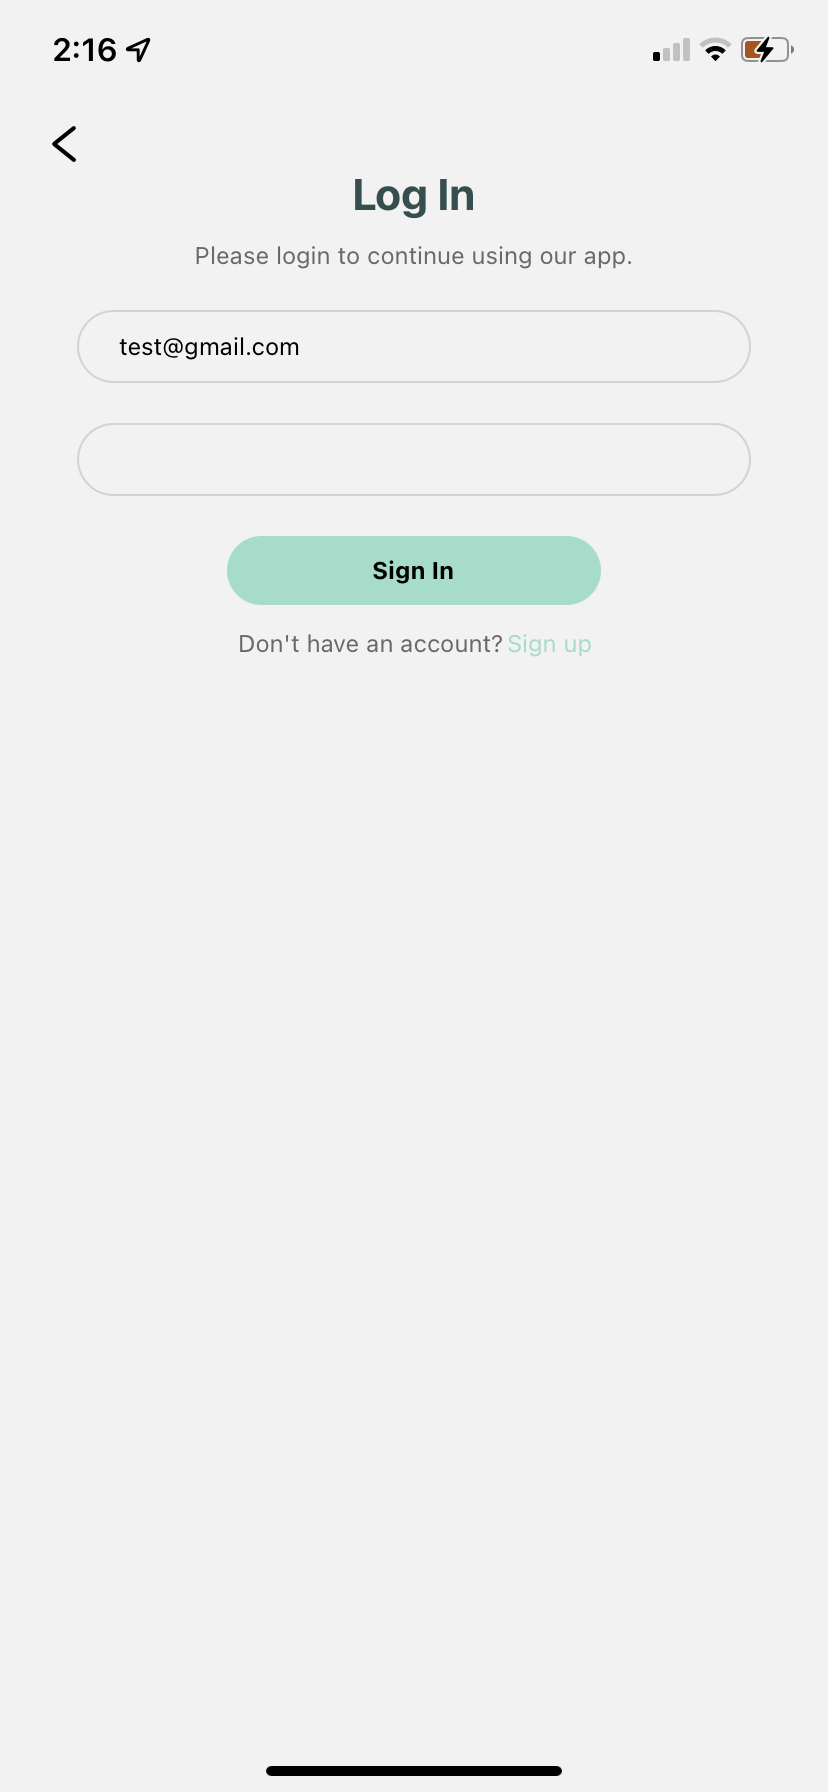 2:16
Log In
Please login to continue using our app.
test@gmail.com
Sign In
Don't have an account? Sign up